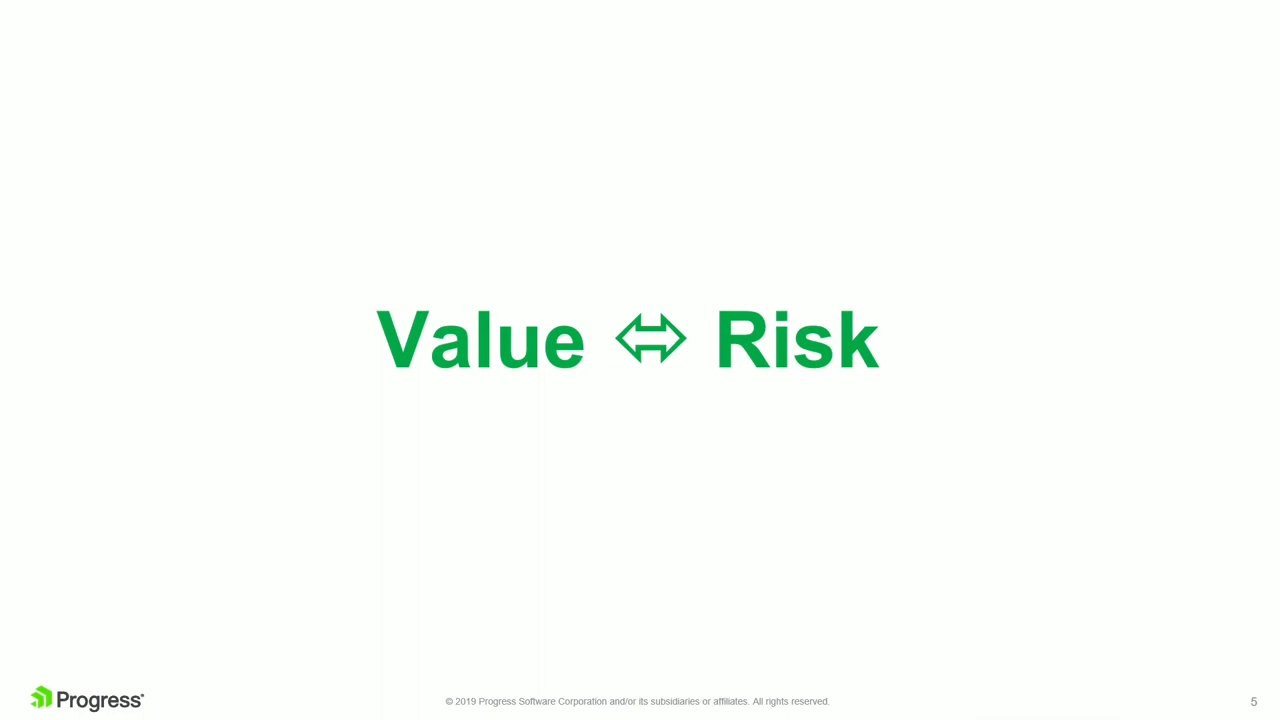 Value ⬄ Risk
Progress®
© 2019 Progress Software Corporation and/or its subsidiaries or affiliates. All rights reserved.
5